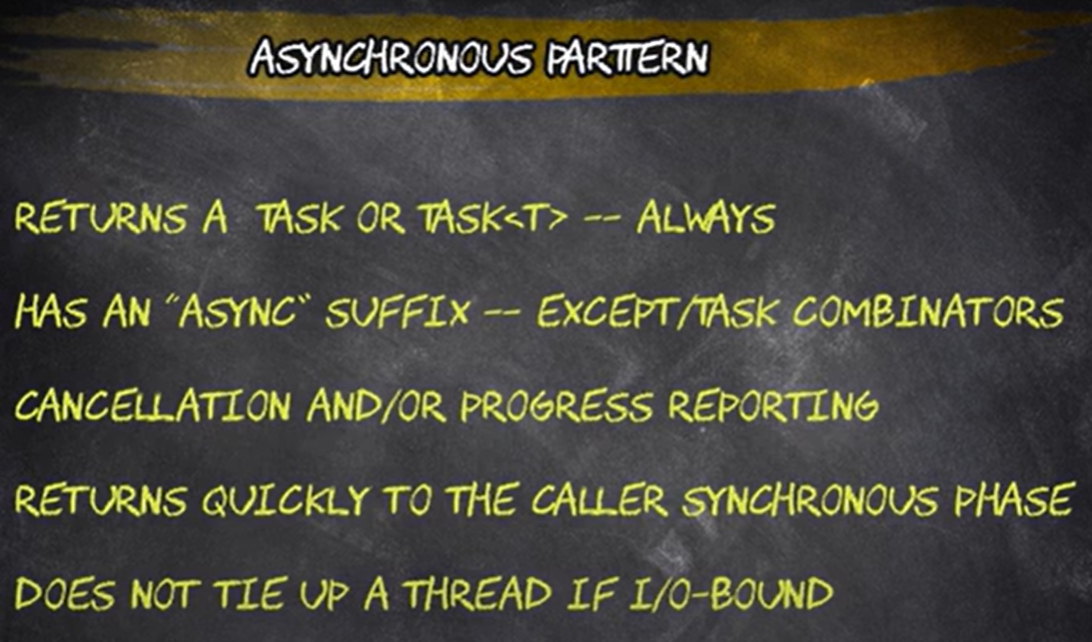 ASYNCHRONOUS PARTTERN
RETURNS A TASK OR TASK<T> -- ALWAYS
HAS AN "ASYNC" SUFFIX -- EXCEPT/TASK COMBINATORS
CANCELLATION AND/OR PROGRESS REPORTING
RETURNS QUICKLY TO THE CALLER SYNCHRONOUS PHASE
DOES NOT TIE UP A THREAD IF I/O-BOUND